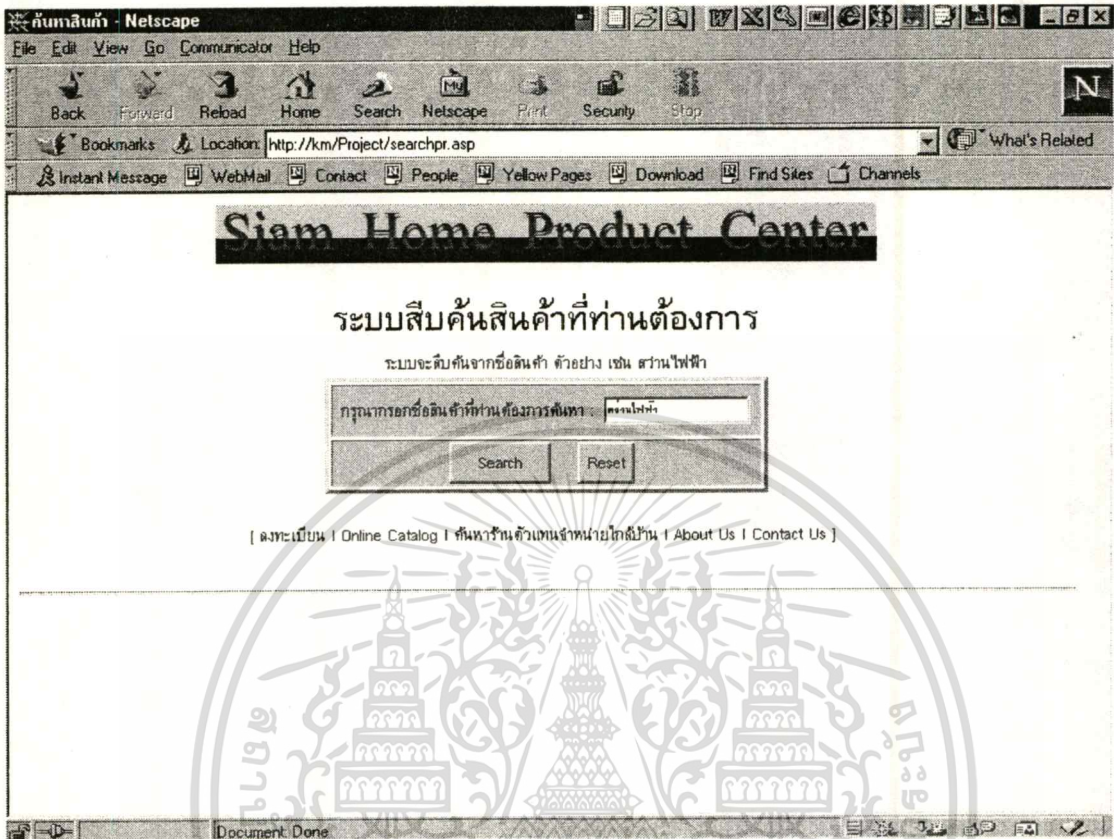 ค้นหาสินค้า - Netscape
File Edit View Go Communicator Help
Back Forward Reload Home Search Netscape Print Security Stop
Bookmarks Location: http://km/Project/searchpr.asp What's Related
Instant Message WebMail Contact People Yellow Pages Download Find Sites Channels
Siam Home Product Center
ระบบสืบค้นสินค้าที่ท่านต้องการ
ระบบจะสืบค้นจากชื่อสินค้า ตัวอย่าง เช่น สว่านไฟฟ้า
กรุณากรอกชื่อสินค้าที่ท่านต้องการค้นหา : สว่านไฟฟ้า
Search Reset
[ ลงทะเบียน | Online Catalog | ค้นหาร้านตัวแทนจำหน่ายใกล้บ้าน | About Us | Contact Us ]
Document: Done